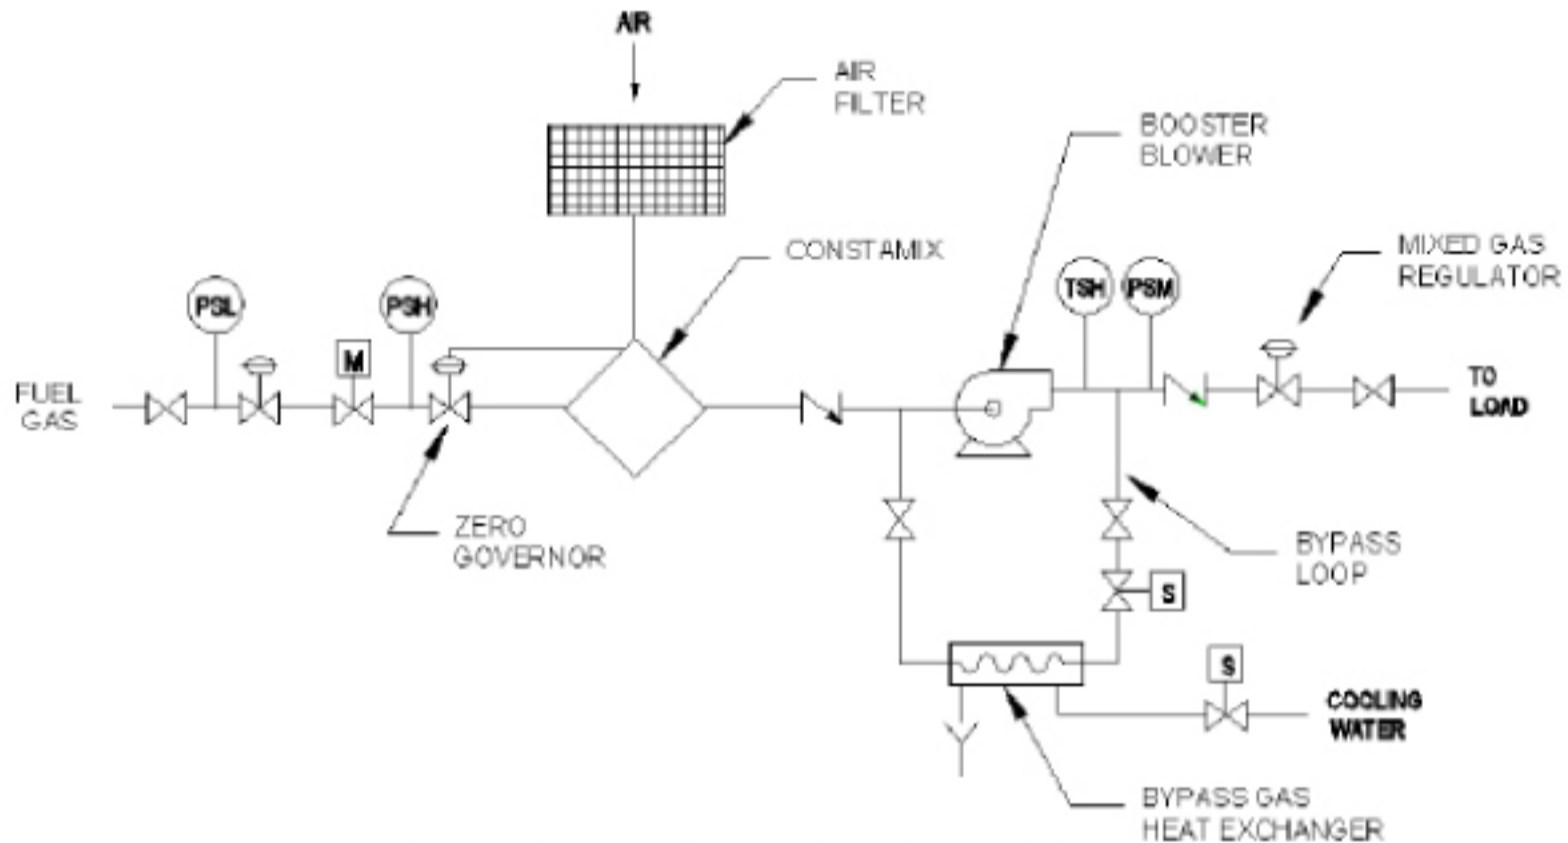 AIR
AIR
FILTER
BOOSTER
BLOWER
CONSTAMIX
MIXED GAS
REGULATOR
PSL
PSH
TSH
PSM
M
FUEL
GAS
TO
LOAD
ZERO
GOVERNOR
BYPASS
LOOP
S
S
COOLING
WATER
BYPASS GAS
HEAT EXCHANGER